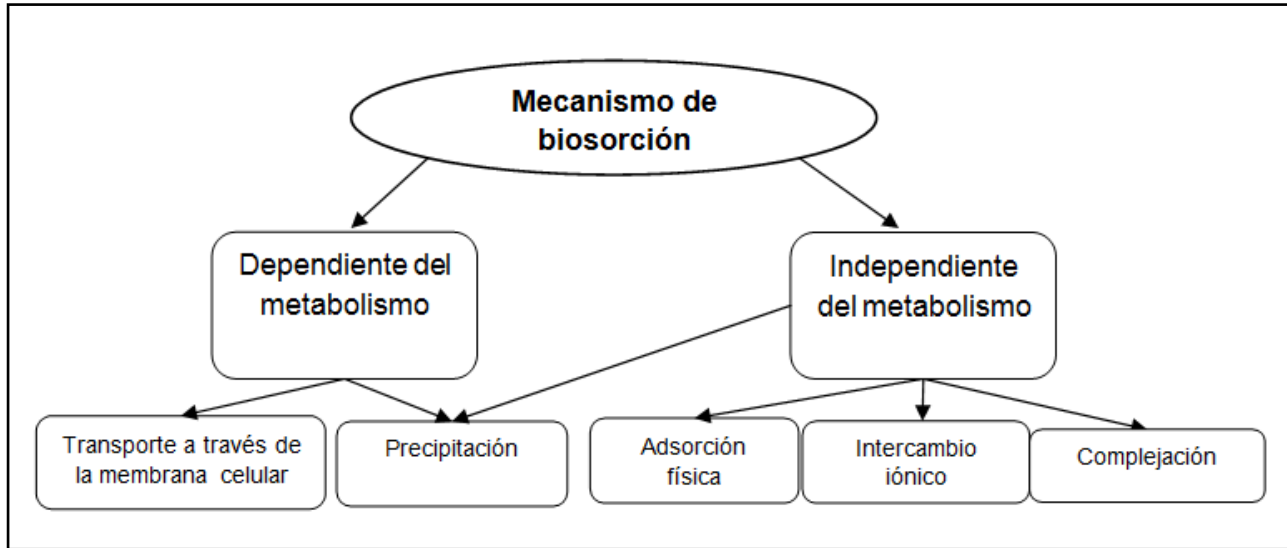 Mecanismo de
biosorción
Dependiente del
metabolismo
Independiente
del metabolismo
Transporte a través de
la membrana celular
Precipitación
Adsorción
física
Intercambio
iónico
Complejación